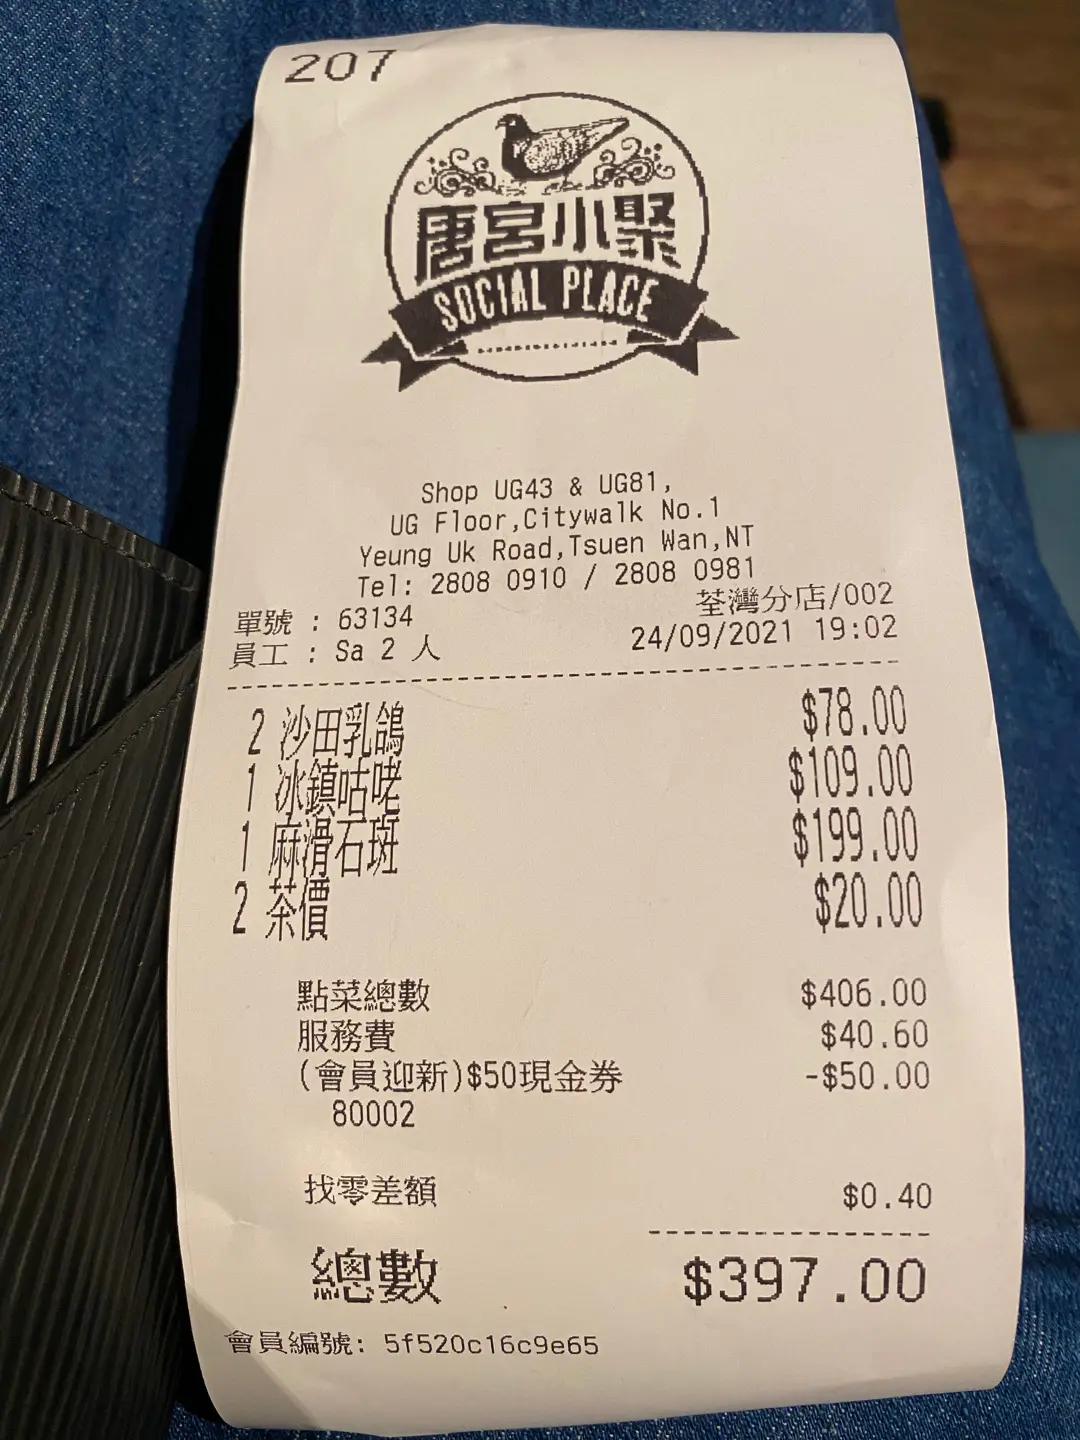 207
唐宮小聚
SOCIAL PLACE
Shop UG43 & UG81,
UG Floor,Citywalk No.1
Yeung Uk Road,Tsuen Wan,NT
Tel: 2808 0910 / 2808 0981
荃灣分店/002
單號 : 63134
員工 : Sa 2 人 24/09/2021 19:02
2 沙田乳鴿 $78.00
1 冰鎮咕咾 $109.00
1 麻滑石斑 $199.00
2 茶價 $20.00
點菜總數 $406.00
服務費 $40.60
(會員迎新)$50現金券 -$50.00
80002
找零差額 $0.40
總數 $397.00
會員編號: 5f520c16c9e65